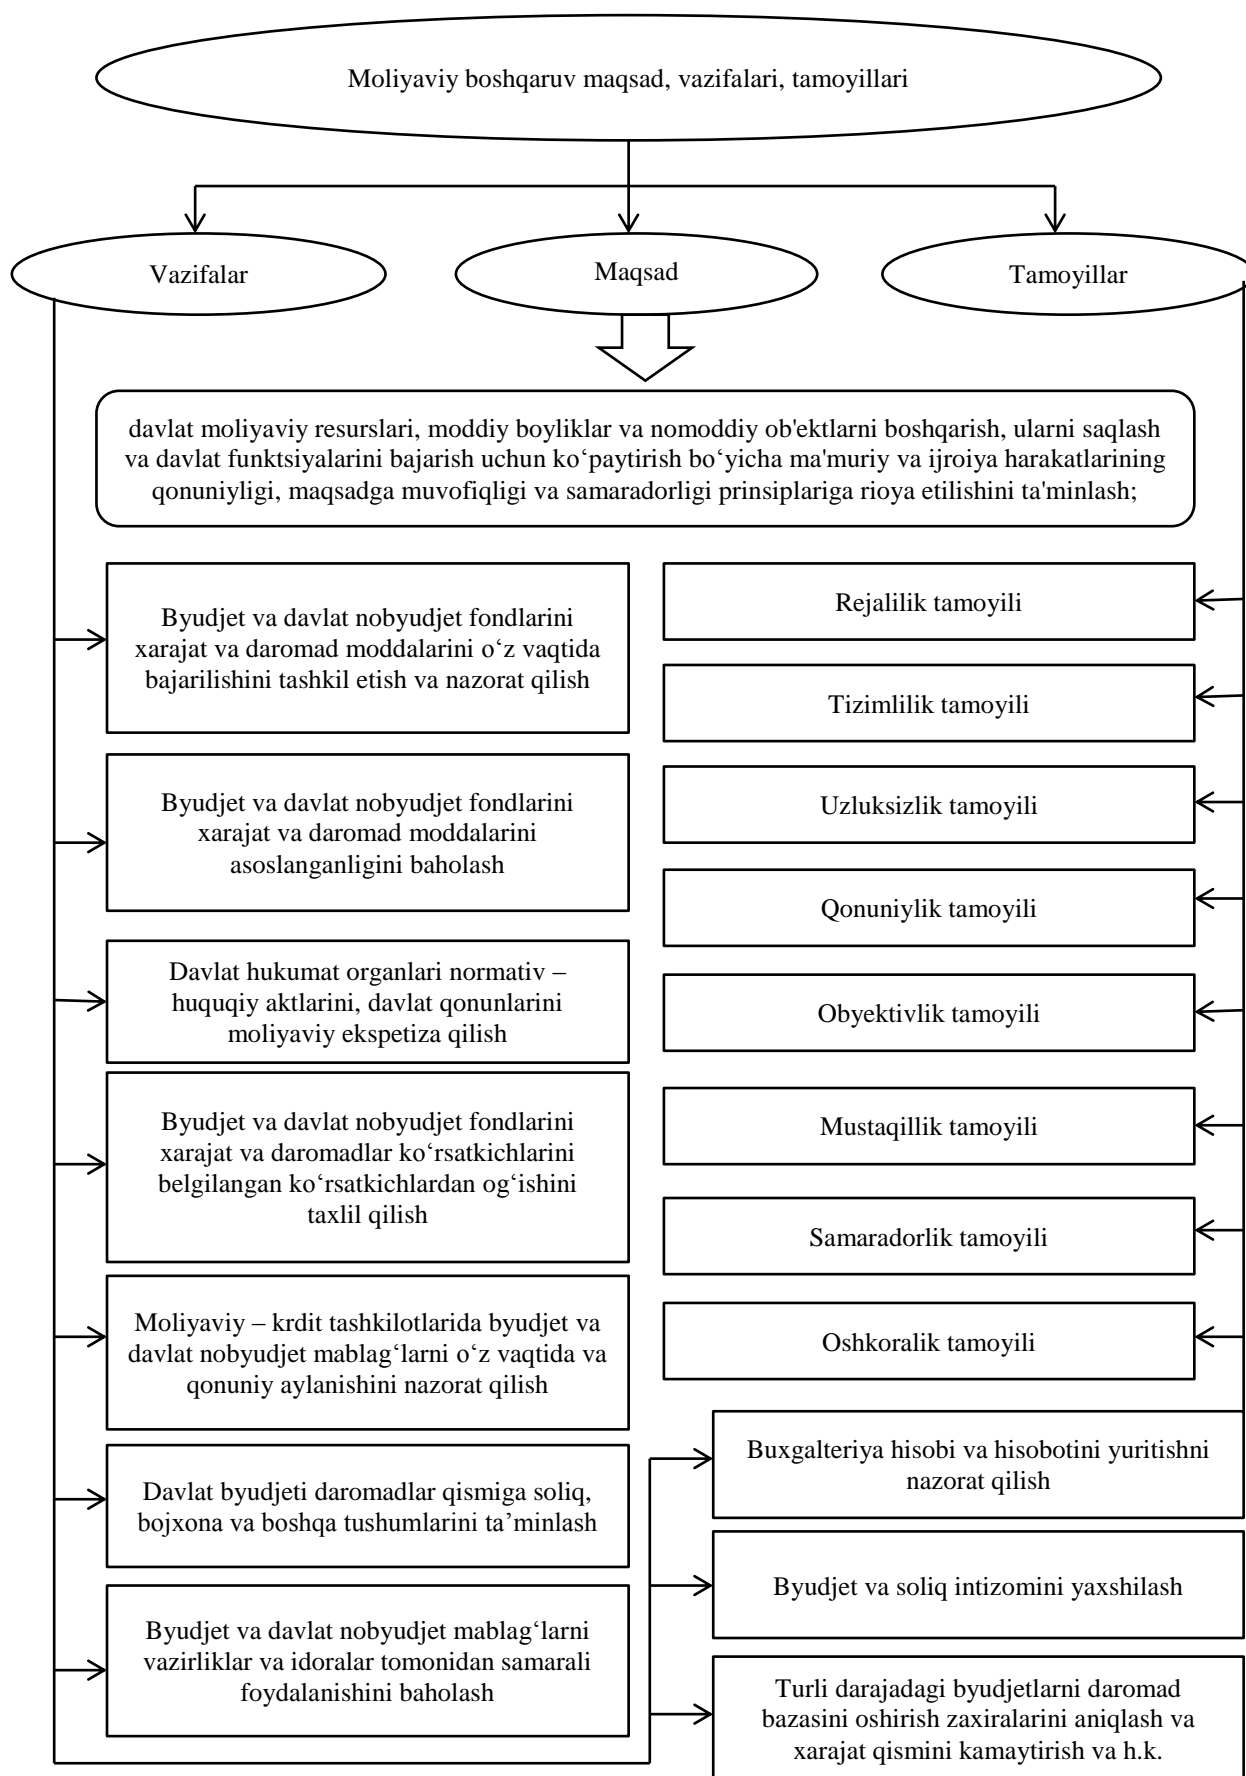 Moliyaviy boshqaruv maqsad, vazifalari, tamoyillari
Vazifalar
Maqsad
Tamoyillar
davlat moliyaviy resurslari, moddiy boyliklar va nomoddiy ob'ektlarni boshqarish, ularni saqlash
va davlat funktsiyalarini bajarish uchun ko‘paytirish bo‘yicha ma'muriy va ijroiya harakatlarining
qonuniyligi, maqsadga muvofiqligi va samaradorligi prinsiplariga rioya etilishini ta'minlash;
Byudjet va davlat nobyudjet fondlarini
xarajat va daromad moddalarini o‘z vaqtida
bajarilishini tashkil etish va nazorat qilish
Byudjet va davlat nobyudjet fondlarini
xarajat va daromad moddalarini
asoslanganligini baholash
Davlat hukumat organlari normativ –
huquqiy aktlarini, davlat qonunlarini
moliyaviy ekspetiza qilish
Byudjet va davlat nobyudjet fondlarini
xarajat va daromadlar ko‘rsatkichlarini
belgilangan ko‘rsatkichlardan og‘ishini
taxlil qilish
Moliyaviy – krdit tashkilotlarida byudjet va
davlat nobyudjet mablag‘larni o‘z vaqtida va
qonuniy aylanishini nazorat qilish
Davlat byudjeti daromadlar qismiga soliq,
bojxona va boshqa tushumlarini ta’minlash
Byudjet va davlat nobyudjet mablag‘larni
vazirliklar va idoralar tomonidan samarali
foydalanishini baholash
Rejalilik tamoyili
Tizimlilik tamoyili
Uzluksizlik tamoyili
Qonuniylik tamoyili
Obyektivlik tamoyili
Mustaqillik tamoyili
Samaradorlik tamoyili
Oshkoralik tamoyili
Buxgalteriya hisobi va hisobotini yuritishni
nazorat qilish
Byudjet va soliq intizomini yaxshilash
Turli darajadagi byudjetlarni daromad
bazasini oshirish zaxiralarini aniqlash va
xarajat qismini kamaytirish va h.k.